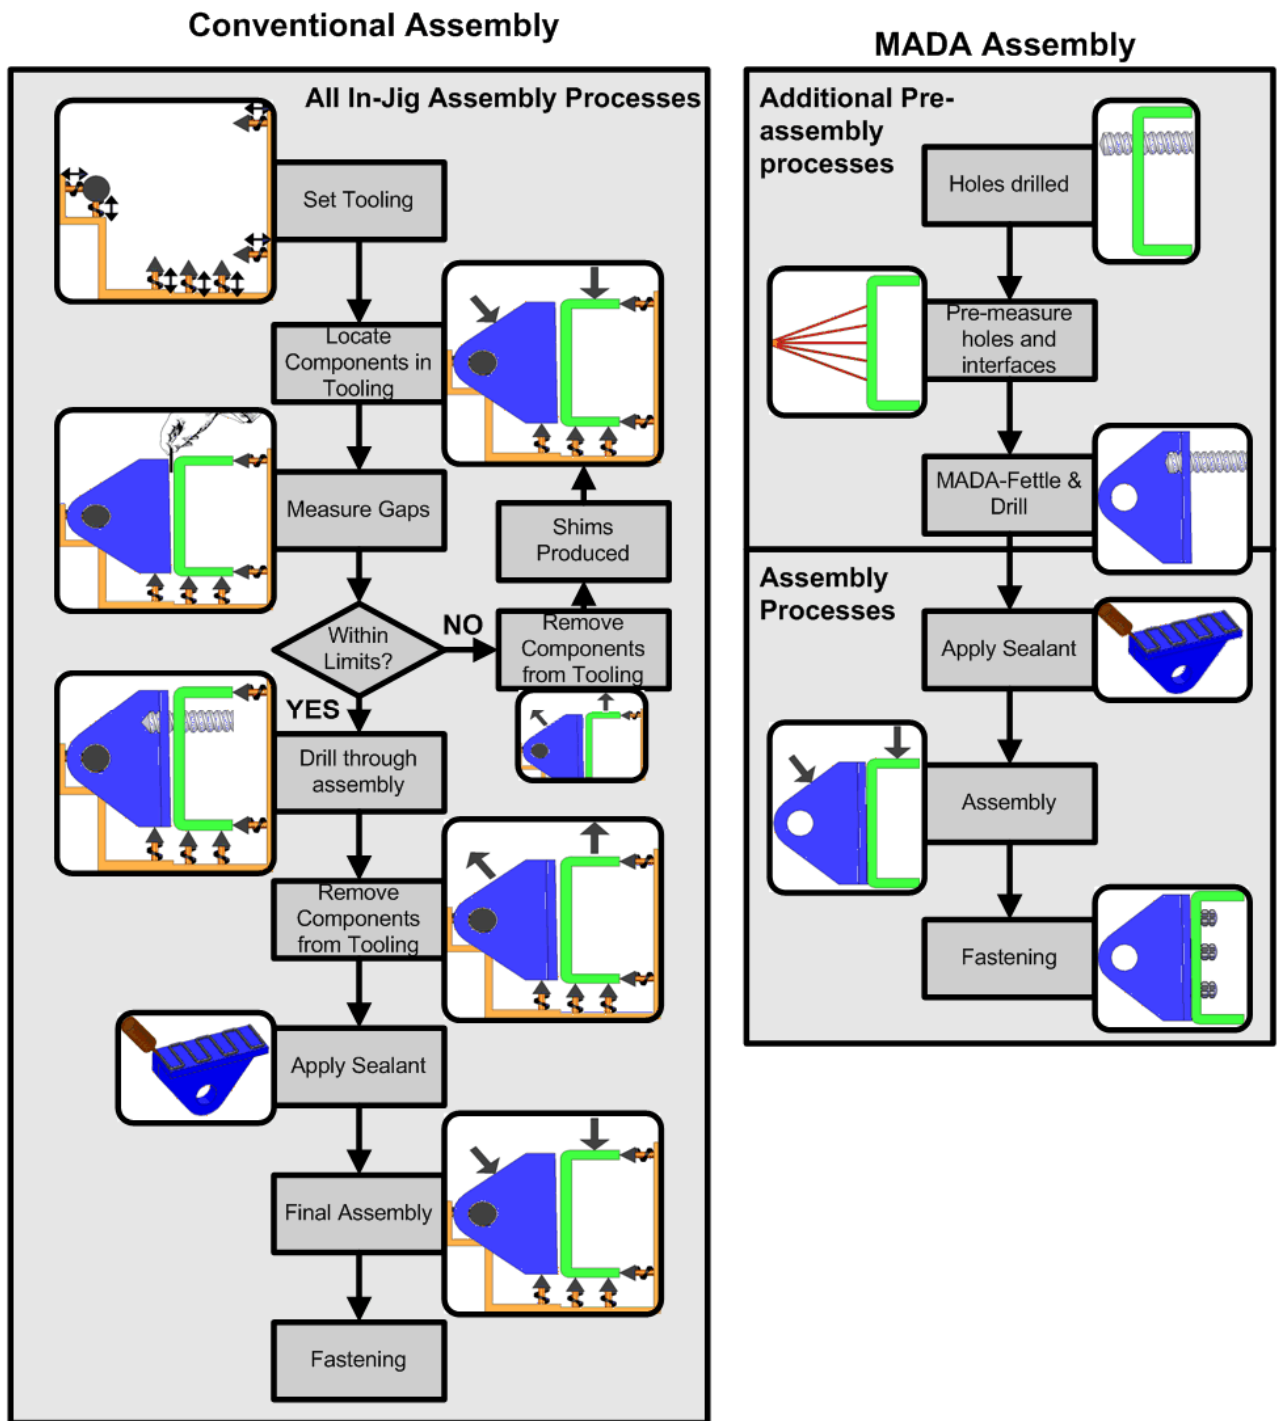 Conventional Assembly
All In-Jig Assembly Processes
Set Tooling
Locate
Components in
Tooling
Measure Gaps
Shims
Produced
Within
Limits?
NO
Remove
Components
from Tooling
YES
Drill through
assembly
Remove
Components
from Tooling
Apply Sealant
Final Assembly
Fastening
MADA Assembly
Additional Pre-
assembly
processes
Holes drilled
Pre-measure
holes and
interfaces
MADA-Fettle &
Drill
Assembly
Processes
Apply Sealant
Assembly
Fastening